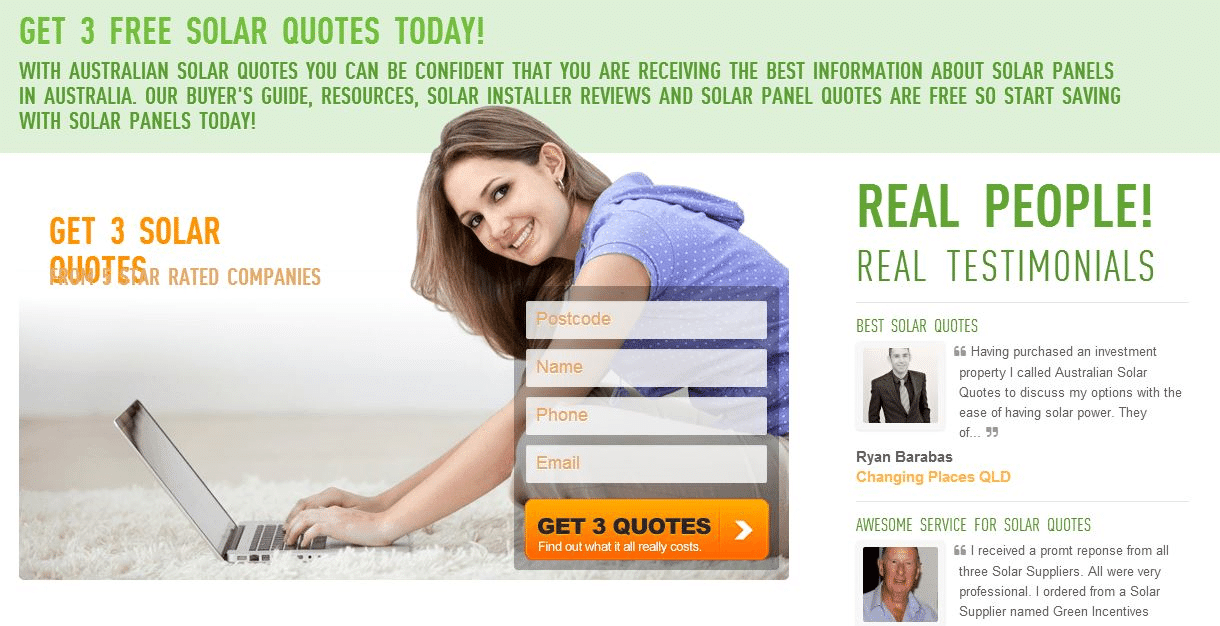 GET 3 FREE SOLAR QUOTES TODAY!
WITH AUSTRALIAN SOLAR QUOTES YOU CAN BE CONFIDENT THAT YOU ARE RECEIVING THE BEST INFORMATION ABOUT SOLAR PANELS
IN AUSTRALIA. OUR BUYER'S GUIDE, RESOURCES, SOLAR INSTALLER REVIEWS AND SOLAR PANEL QUOTES ARE FREE SO START SAVING
WITH SOLAR PANELS TODAY!
GET 3 SOLAR
QUOTES
FROM 5 STAR RATED COMPANIES
Postcode
Name
Phone
Email
GET 3 QUOTES
Find out what it all really costs.
REAL PEOPLE!
REAL TESTIMONIALS
BEST SOLAR QUOTES
“ Having purchased an investment
property I called Australian Solar
Quotes to discuss my options with the
ease of having solar power. They
of... ”
Ryan Barabas
Changing Places QLD
AWESOME SERVICE FOR SOLAR QUOTES
“ I received a promt reponse from all
three Solar Suppliers. All were very
professional. I ordered from a Solar
Supplier named Green Incentives